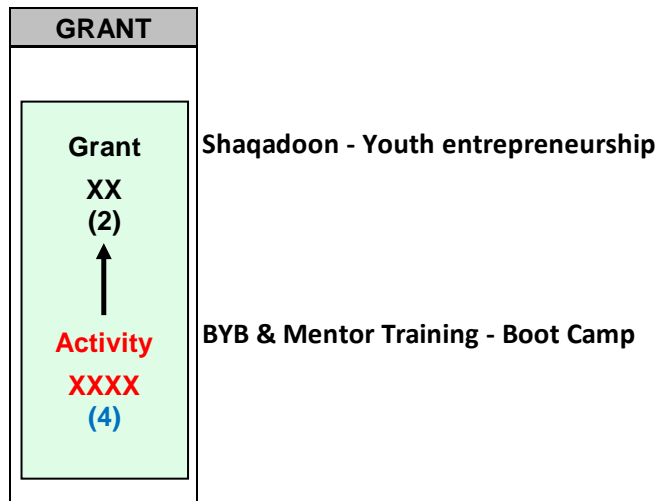 GRANT
Grant
Shaqadoon - Youth entrepreneurship
XX
(2)
Activity
BYB & Mentor Training - Boot Camp
XXXX
(4)